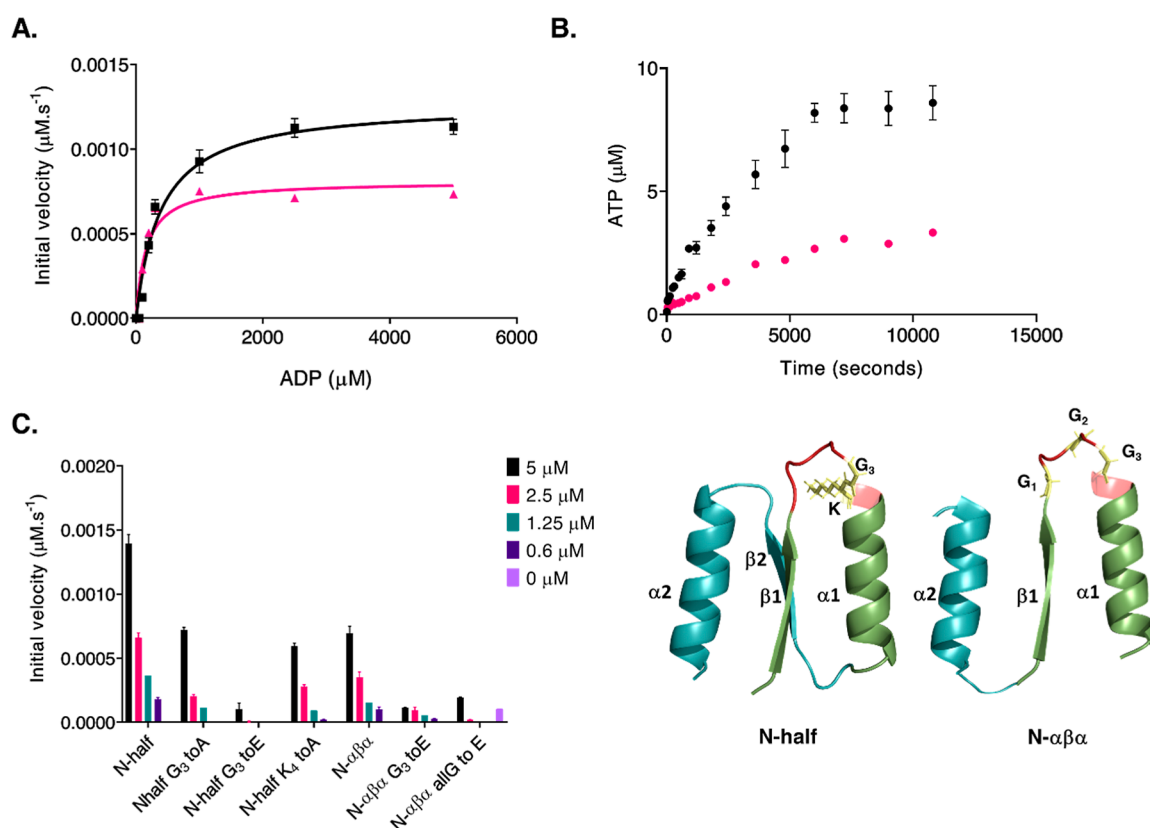 A.
0.0015
0.0010
0.0005
0.0000
Initial velocity (µM.s⁻¹)
0
2000
4000
6000
ADP (µM)
B.
10
5
0
ATP (µM)
0
5000
10000
15000
Time (seconds)
C.
0.0020
0.0015
0.0010
0.0005
0.0000
Initial velocity (µM.s⁻¹)
5 µM
2.5 µM
1.25 µM
0.6 µM
0 µM
N-half
Nhalf G₃ toA
N-half G₃ toE
N-half K₄ toA
N-αβα
N-αβα G₃ toE
N-αβα allG to E
G₃
K
β2
α2
β1
α1
N-half
G₂
G₃
G₁
α2
β1
α1
N-αβα